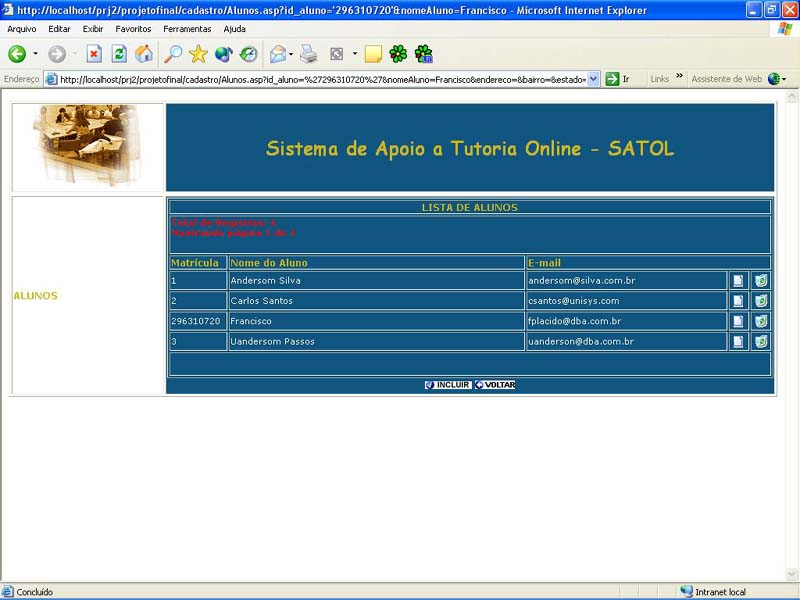 http://localhost/prj2/projetofinal/cadastro/Alunos.asp?id_aluno='296310720'&nomeAluno=Francisco - Microsoft Internet Explorer
Arquivo Editar Exibir Favoritos Ferramentas Ajuda
Endereço http://localhost/prj2/projetofinal/cadastro/Alunos.asp?id_aluno=%27296310720%27&nomeAluno=Francisco&endereco=&bairro=&estado= Ir Links » Assistente de Web
Sistema de Apoio a Tutoria Online - SATOL
LISTA DE ALUNOS
Total de Registros: 4
Mostrando página 1 de 1
Matrícula Nome do Aluno E-mail
1 Andersom Silva andersom@silva.com.br
2 Carlos Santos csantos@unisys.com
ALUNOS
296310720 Francisco fplacido@dba.com.br
3 Uandersom Passos uanderson@dba.com.br
INCLUIR VOLTAR
Concluído Intranet local